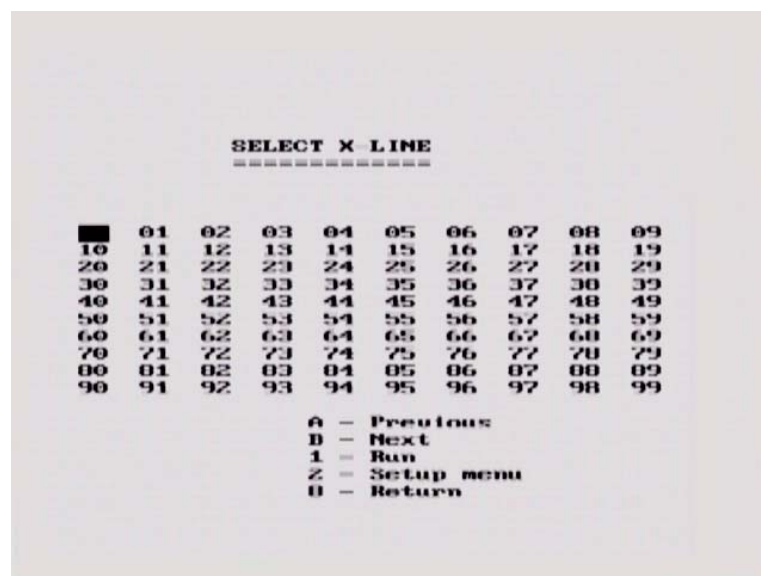 SELECT X-LINE
=============
01 02 03 04 05 06 07 08 09
10 11 12 13 14 15 16 17 18 19
20 21 22 23 24 25 26 27 28 29
30 31 32 33 34 35 36 37 38 39
40 41 42 43 44 45 46 47 48 49
50 51 52 53 54 55 56 57 58 59
60 61 62 63 64 65 66 67 68 69
70 71 72 73 74 75 76 77 78 79
80 81 82 83 84 85 86 87 88 89
90 91 92 93 94 95 96 97 98 99
A - Previous
D - Next
1 - Run
2 - Setup menu
0 - Return